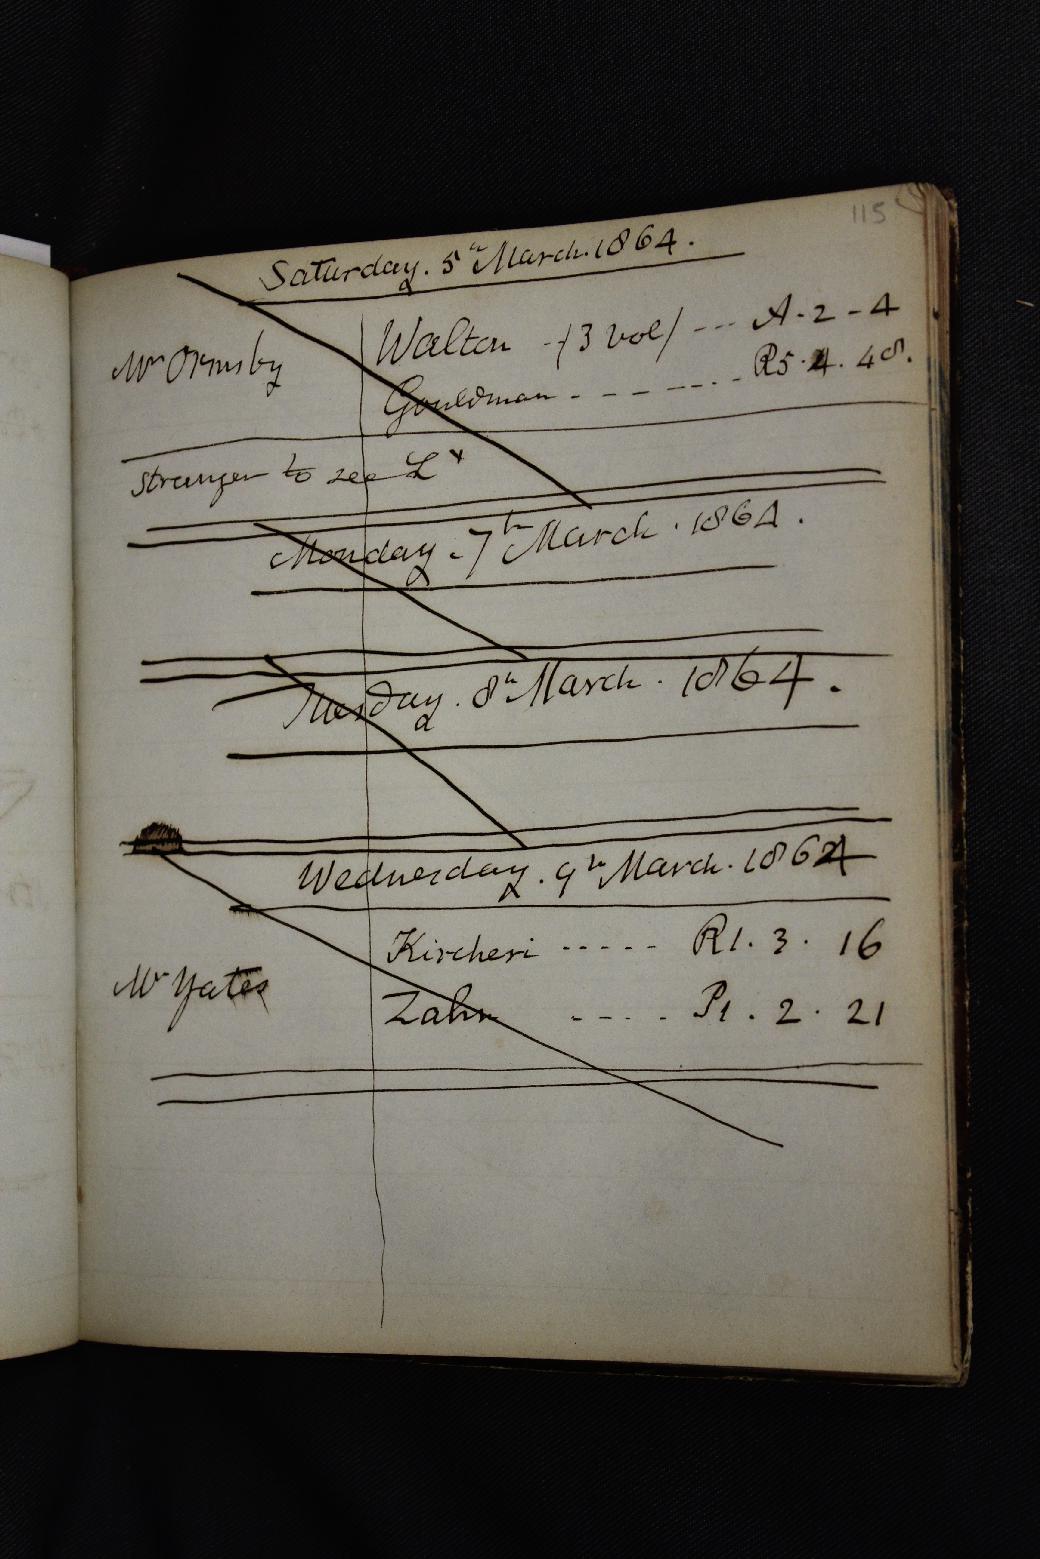 115
Saturday. 5th March. 1864.
Mr Ormsby
Walton - (3 vol) --- A-2-4
Gouldman - - - ---- R5.4.48.
Stranger to see Ly
Monday. 7th March. 1864.
Tuesday. 8th March. 1864.
Wednesday. 9th March. 1864
Mr Yates
Kircheri ----- R1. 3. 16
Zahn ---- P1. 2. 21